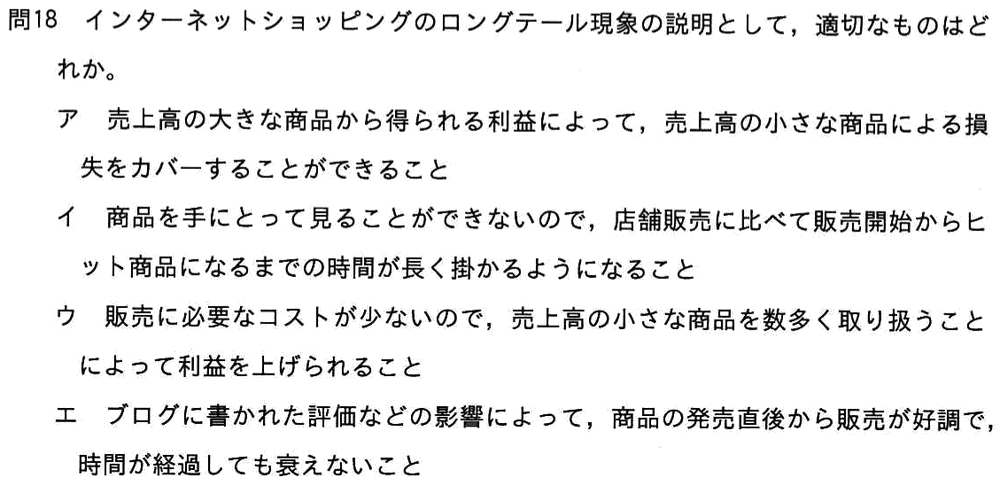 問18　インターネットショッピングのロングテール現象の説明として，適切なものはど
れか。
ア　売上高の大きな商品から得られる利益によって，売上高の小さな商品による損
失をカバーすることができること
イ　商品を手にとって見ることができないので，店舗販売に比べて販売開始からヒ
ット商品になるまでの時間が長く掛かるようになること
ウ　販売に必要なコストが少ないので，売上高の小さな商品を数多く取り扱うこと
によって利益を上げられること
エ　ブログに書かれた評価などの影響によって，商品の発売直後から販売が好調で，
時間が経過しても衰えないこと